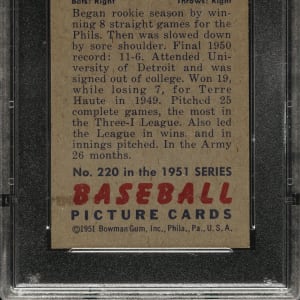 Bats: Right Throws: Right
Began rookie season by win-
ning 8 straight games for the
Phils. Then was slowed down
by sore shoulder. Final 1950
record: 11-6. Attended Uni-
versity of Detroit and was
signed out of college. Won 19,
while losing 7, for Terre
Haute in 1949. Pitched 25
complete games, the most in
the Three-I League. Also led
the League in wins, and in
innings pitched. In the Army
26 months.
No. 220 in the 1951 SERIES
BASEBALL
PICTURE CARDS
©1951 Bowman Gum, Inc., Phila., Pa., U.S.A.